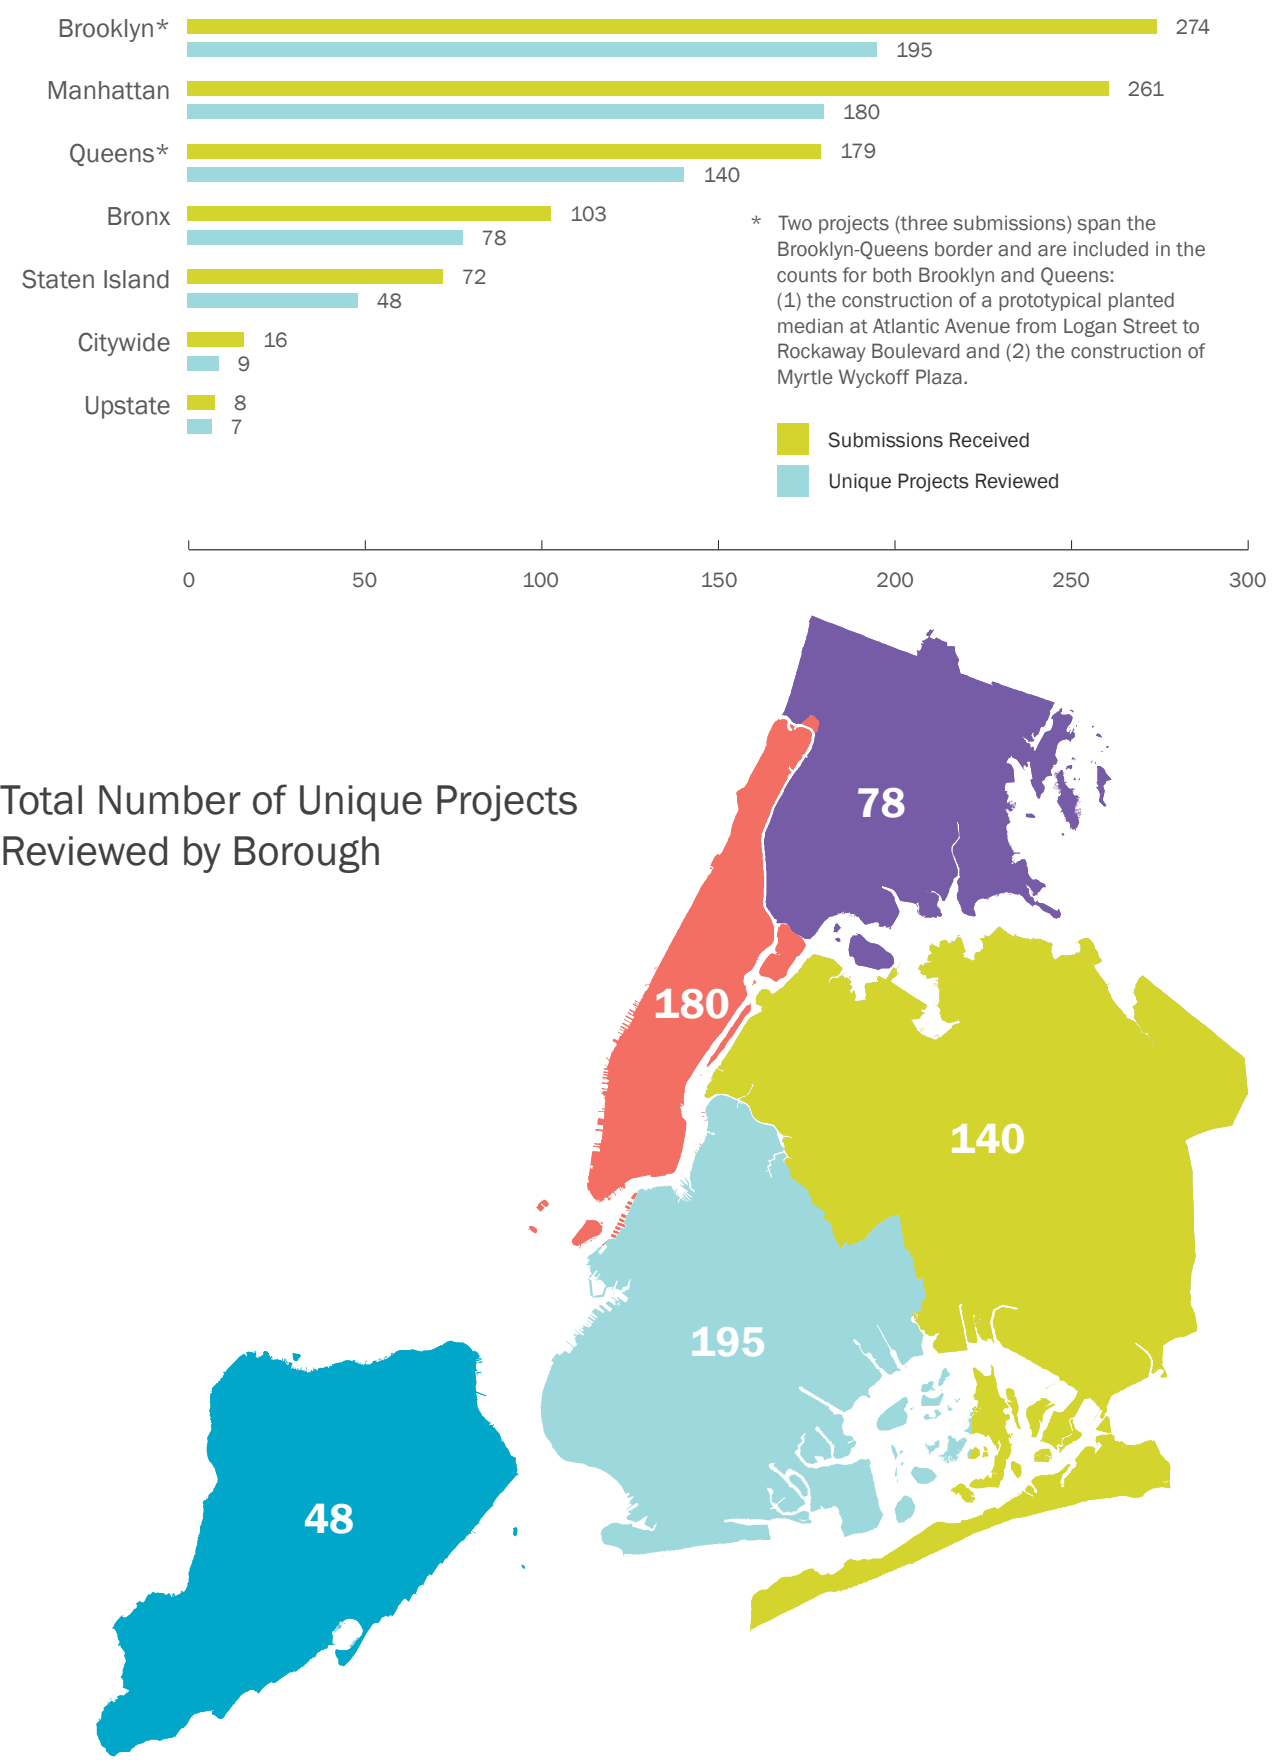 Brooklyn* 274
195
Manhattan 261
180
Queens* 179
140
Bronx 103
78
Staten Island 72
48
Citywide 16
9
Upstate 8
7
* Two projects (three submissions) span the
Brooklyn-Queens border and are included in the
counts for both Brooklyn and Queens:
(1) the construction of a prototypical planted
median at Atlantic Avenue from Logan Street to
Rockaway Boulevard and (2) the construction of
Myrtle Wyckoff Plaza.
Submissions Received
Unique Projects Reviewed
0 50 100 150 200 250 300
Total Number of Unique Projects
Reviewed by Borough
78
180
140
195
48